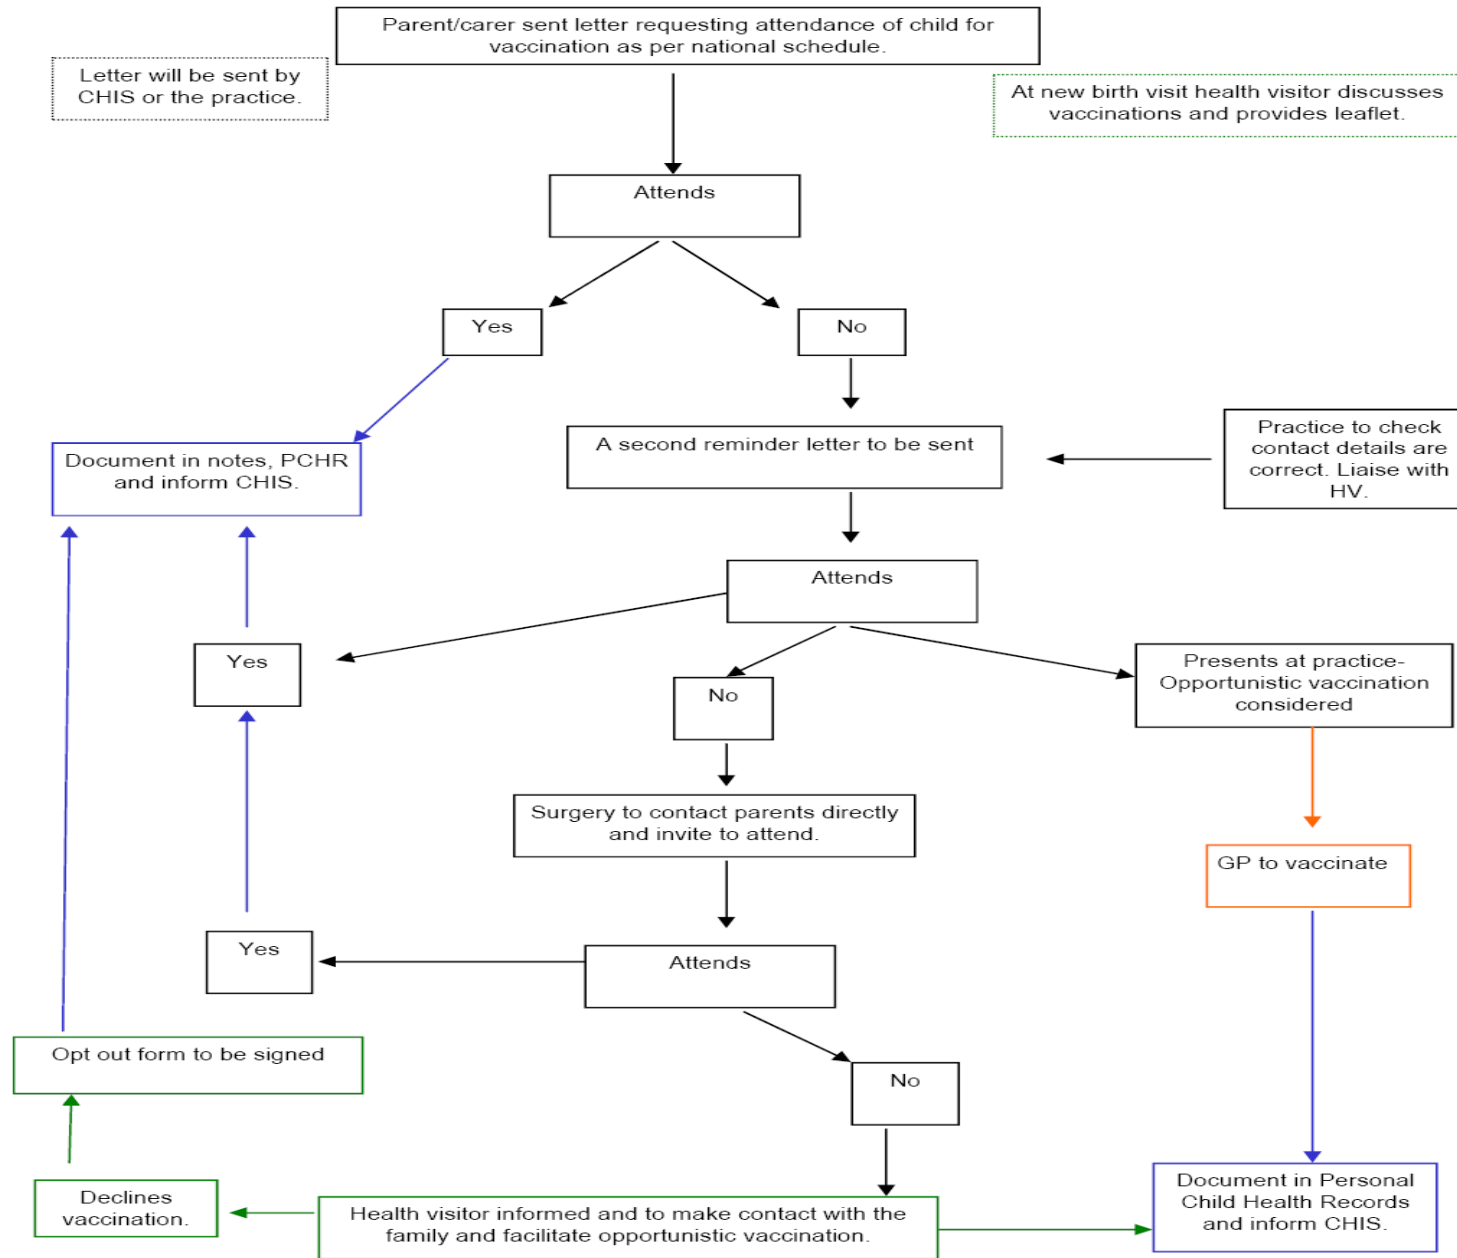 Parent/carer sent letter requesting attendance of child for
vaccination as per national schedule.
Letter will be sent by
CHIS or the practice.
At new birth visit health visitor discusses
vaccinations and provides leaflet.
Attends
Yes
No
Document in notes, PCHR
and inform CHIS.
A second reminder letter to be sent
Practice to check
contact details are
correct. Liaise with
HV.
Attends
Yes
No
Presents at practice-
Opportunistic vaccination
considered
Surgery to contact parents directly
and invite to attend.
GP to vaccinate
Yes
Attends
Opt out form to be signed
No
Declines
vaccination.
Health visitor informed and to make contact with the
family and facilitate opportunistic vaccination.
Document in Personal
Child Health Records
and inform CHIS.